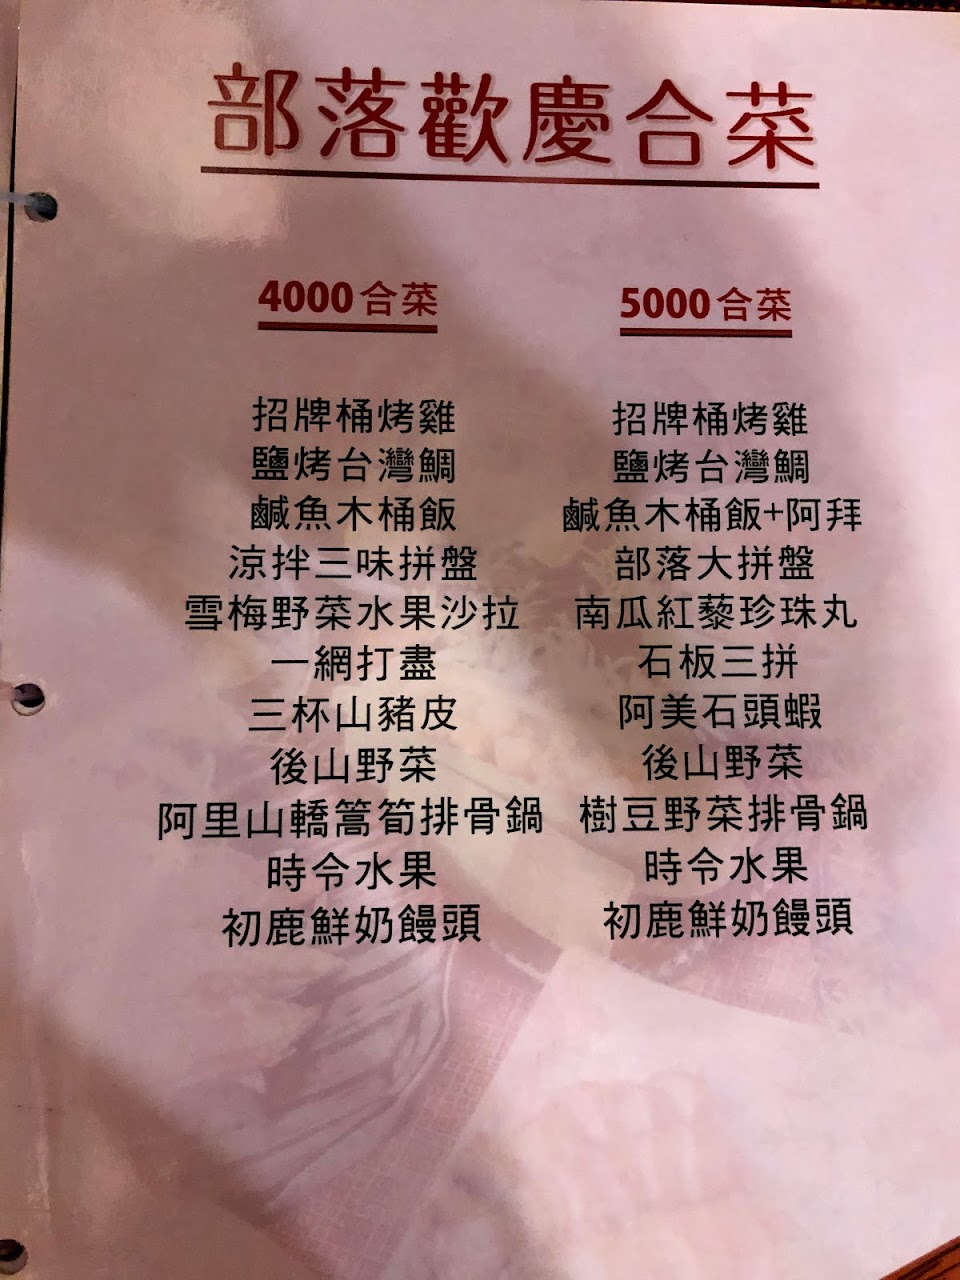 部落歡慶合菜
4000合菜
招牌桶烤雞
鹽烤台灣鯛
鹹魚木桶飯
涼拌三味拼盤
雪梅野菜水果沙拉
一網打盡
三杯山豬皮
後山野菜
阿里山轎篙筍排骨鍋
時令水果
初鹿鮮奶饅頭
5000合菜
招牌桶烤雞
鹽烤台灣鯛
鹹魚木桶飯+阿拜
部落大拼盤
南瓜紅藜珍珠丸
石板三拼
阿美石頭蝦
後山野菜
樹豆野菜排骨鍋
時令水果
初鹿鮮奶饅頭